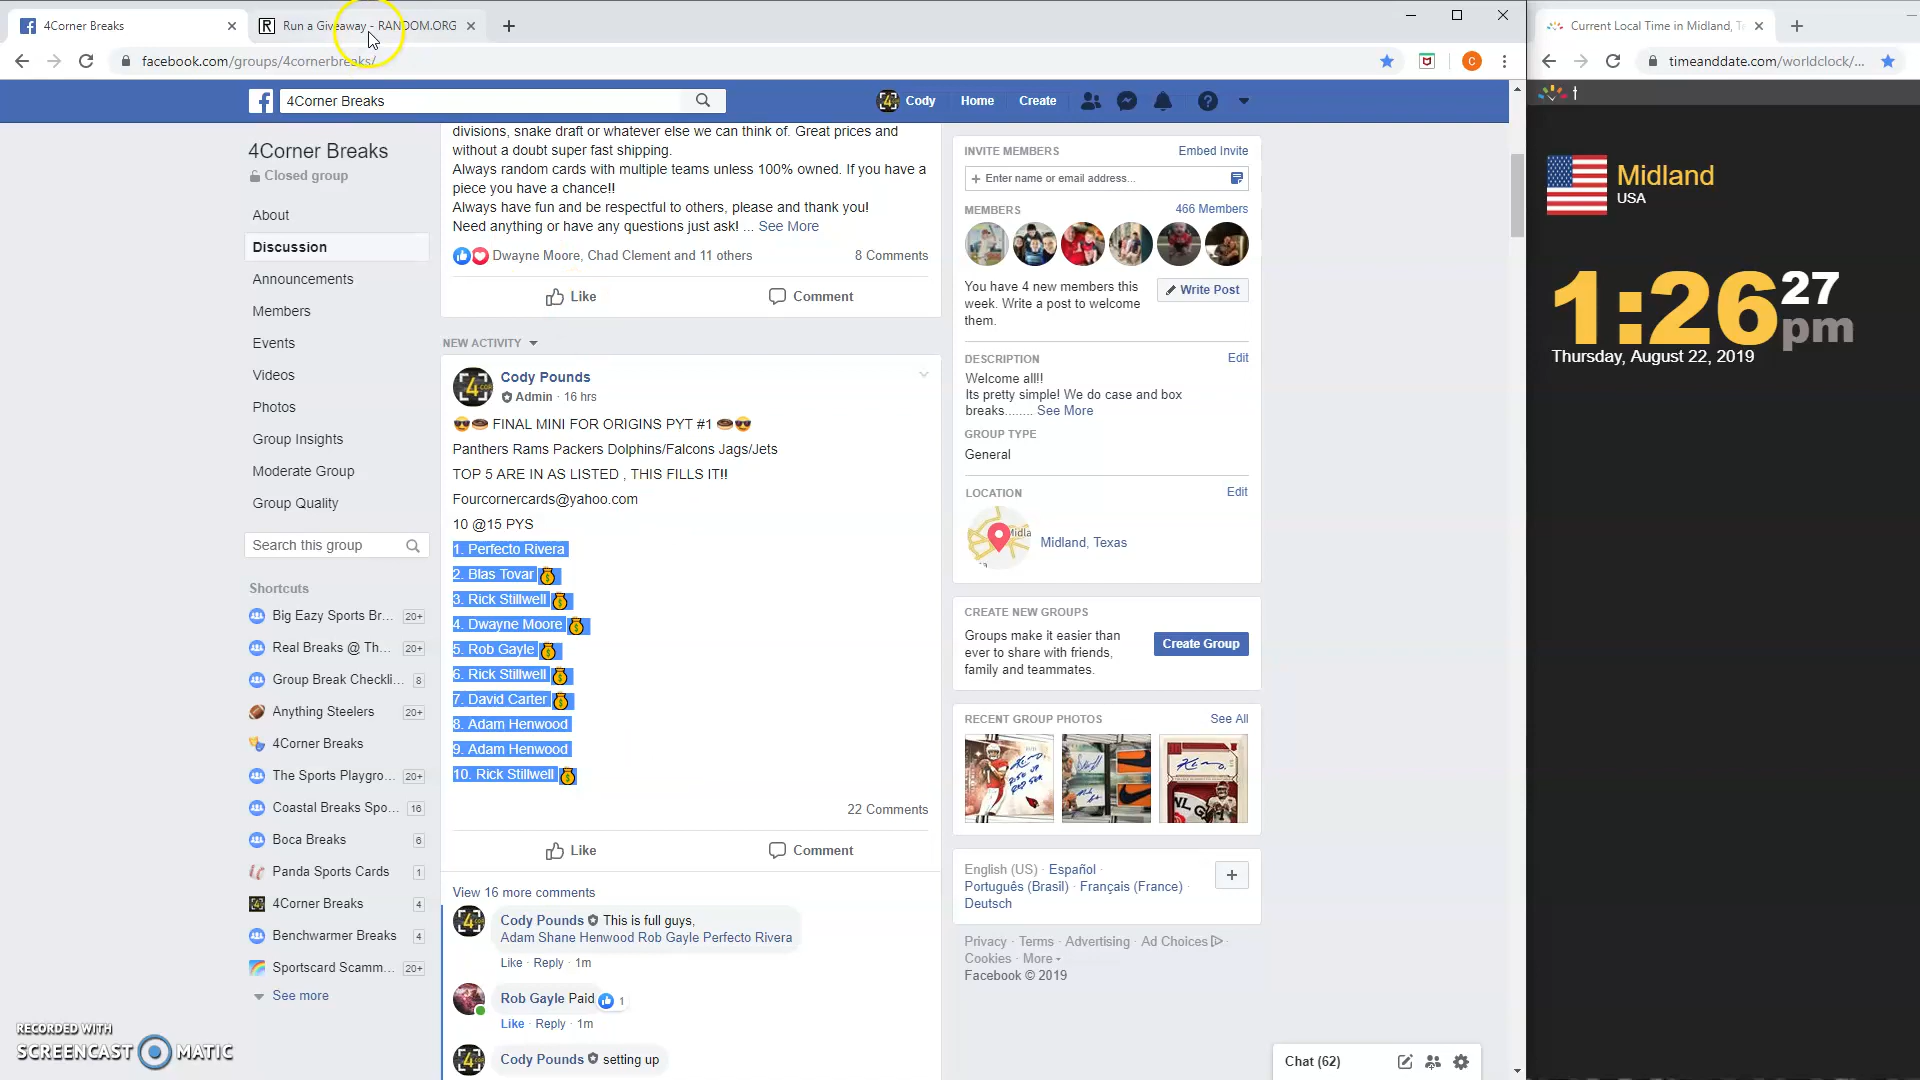 4Corner Breaks
Run a Giveaway - RANDOM.ORG
Current Local Time in Midland, Te
facebook.com/groups/4cornerbreaks/
C
timeanddate.com/worldclock/...
4Corner Breaks
Cody
Home
Create
4Corner Breaks
Closed group
About
Discussion
Announcements
Members
Events
Videos
Photos
Group Insights
Moderate Group
Group Quality
Search this group
Shortcuts
Big Eazy Sports Br... 20+
Real Breaks @ Th... 20+
Group Break Checkli... 8
Anything Steelers 20+
4Corner Breaks
The Sports Playgro... 20+
Coastal Breaks Spo... 16
Boca Breaks 6
Panda Sports Cards 1
4Corner Breaks 4
Benchwarmer Breaks 4
Sportscard Scamm... 20+
See more
divisions, snake draft or whatever else we can think of. Great prices and
without a doubt super fast shipping.
Always random cards with multiple teams unless 100% owned. If you have a
piece you have a chance!!
Always have fun and be respectful to others, please and thank you!
Need anything or have any questions just ask! ... See More
Dwayne Moore, Chad Clement and 11 others
8 Comments
Like
Comment
NEW ACTIVITY
Cody Pounds
Admin · 16 hrs
😎🍩 FINAL MINI FOR ORIGINS PYT #1 🍩😎
Panthers Rams Packers Dolphins/Falcons Jags/Jets
TOP 5 ARE IN AS LISTED , THIS FILLS IT!!
Fourcornercards@yahoo.com
10 @15 PYS
1. Perfecto Rivera
2. Blas Tovar 💰
3. Rick Stillwell 💰
4. Dwayne Moore 💰
5. Rob Gayle 💰
6. Rick Stillwell 💰
7. David Carter 💰
8. Adam Henwood
9. Adam Henwood
10. Rick Stillwell 💰
22 Comments
Like
Comment
View 16 more comments
Cody Pounds This is full guys,
Adam Shane Henwood Rob Gayle Perfecto Rivera
Like · Reply · 1m
Rob Gayle Paid
1
Like · Reply · 1m
Cody Pounds setting up
INVITE MEMBERS
Embed Invite
+ Enter name or email address...
MEMBERS
466 Members
You have 4 new members this
week. Write a post to welcome
them.
Write Post
DESCRIPTION
Edit
Welcome all!!
Its pretty simple! We do case and box
breaks........ See More
GROUP TYPE
General
LOCATION
Edit
Midland, Texas
CREATE NEW GROUPS
Groups make it easier than
ever to share with friends,
family and teammates.
Create Group
RECENT GROUP PHOTOS
See All
English (US) · Español ·
Português (Brasil) · Français (France) ·
Deutsch
Privacy · Terms · Advertising · Ad Choices ·
Cookies · More
Facebook © 2019
Chat (62)
Midland
USA
1:26 27
pm
Thursday, August 22, 2019
RECORDED WITH
SCREENCAST MATIC